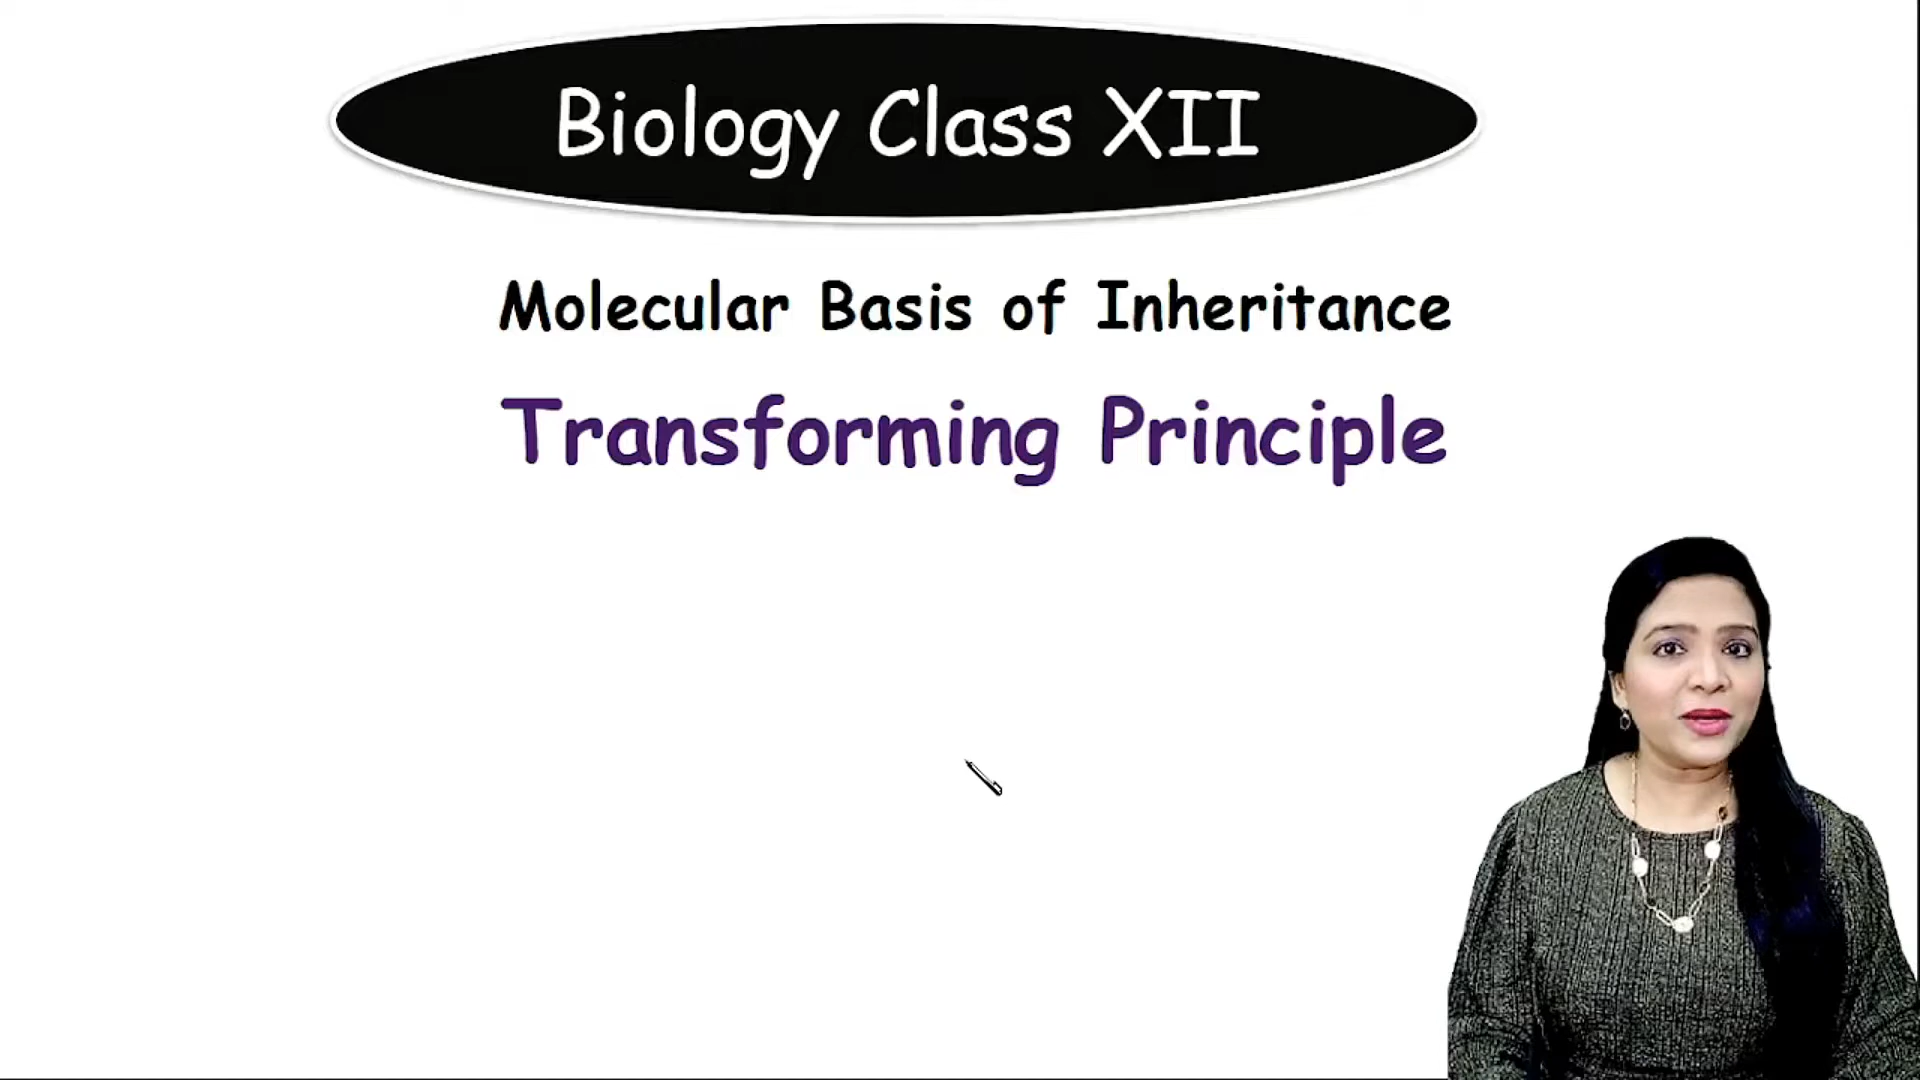 Biology Class XII
Molecular Basis of Inheritance
Transforming Principle